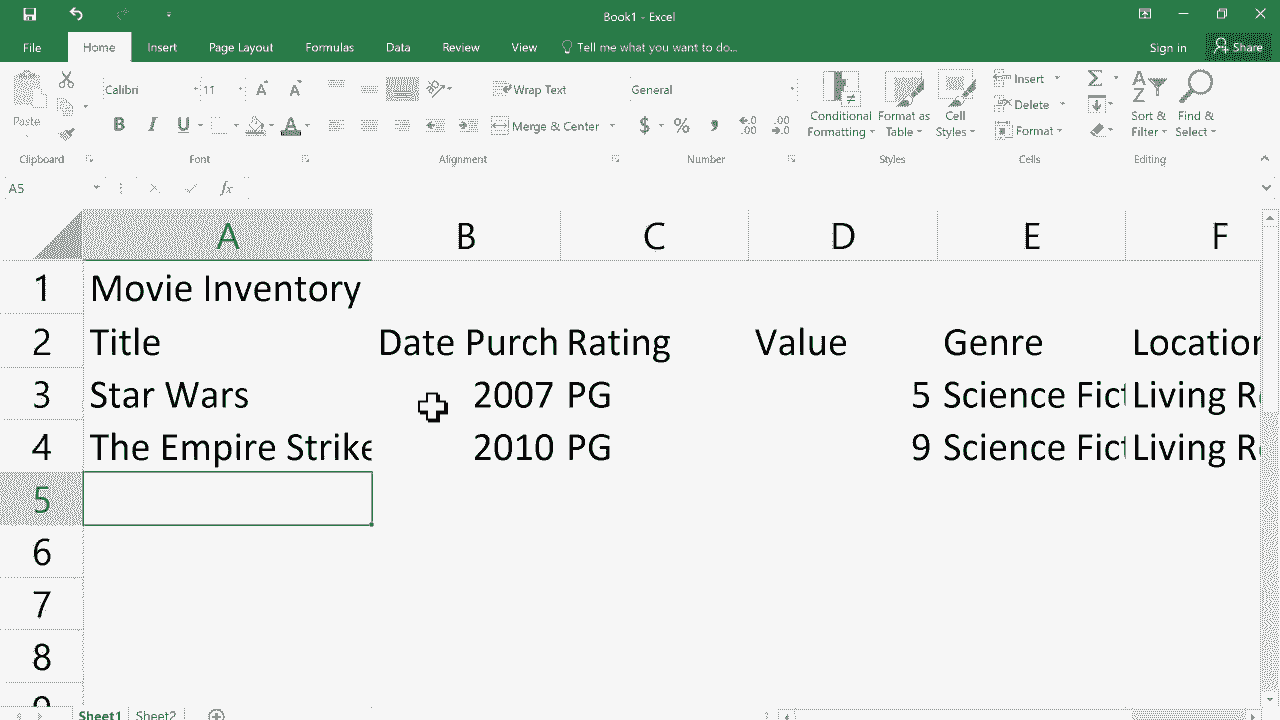 Book1 - Excel
File Home Insert Page Layout Formulas Data Review View Tell me what you want to do... Sign in Share
Calibri 11 Wrap Text General Insert
Paste B I U Merge & Center $ % Conditional Formatting Format as Table Cell Styles Delete Format Sort & Filter Find & Select
Clipboard Font Alignment Number Styles Cells Editing
A5 fx
A B C D E F
1 Movie Inventory
2 Title Date Purch Rating Value Genre Location
3 Star Wars 2007 PG 5 Science Fict Living R
4 The Empire Strike 2010 PG 9 Science Fict Living R
5
6
7
8
9
Sheet1 Sheet2